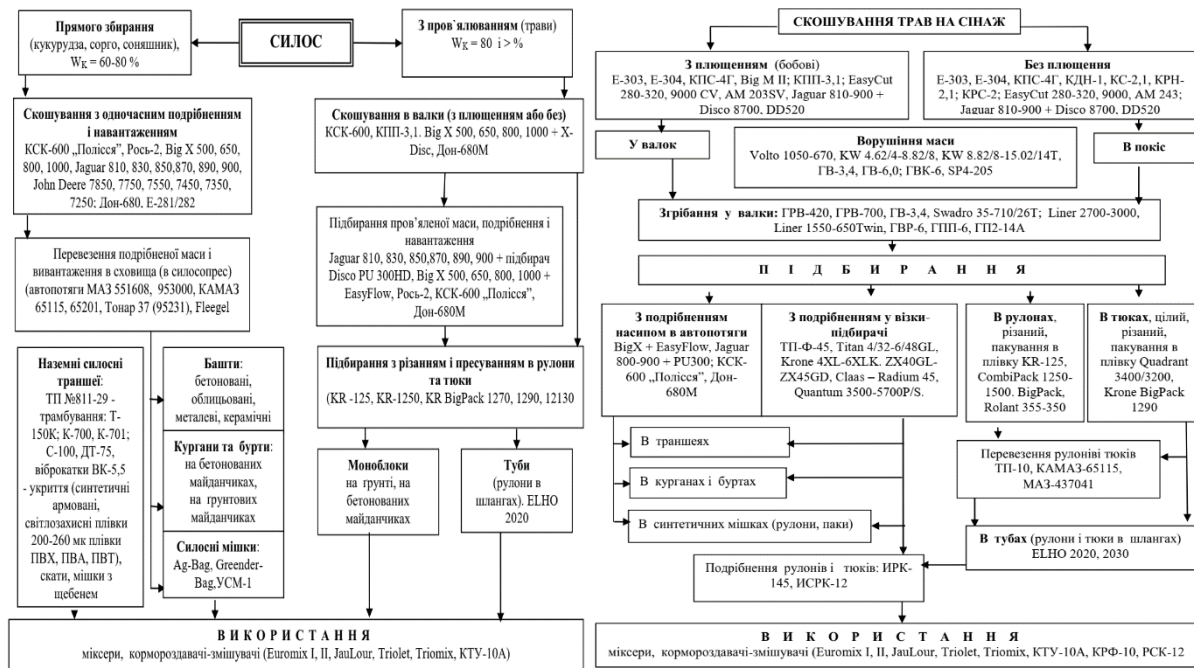 СИЛОС
Прямого збирання
(кукурудза, сорго, соняшник),
W_K = 60-80 %
З пров`ялюванням (трави)
W_K = 80 і > %
Скошування з одночасним подрібненням
і навантаженням
КСК-600 „Полісся”, Рось-2, Big X 500, 650,
800, 1000, Jaguar 810, 830, 850,870, 890, 900,
John Deere 7850, 7750, 7550, 7450, 7350,
7250; Дон-680, Е-281/282
Скошування в валки (з плющенням або без)
КСК-600, КПП-3,1. Big X 500, 650, 800, 1000 + X-
Disc, Дон-680М
Перевезення подрібненої маси і
вивантаження в сховища (в силосопрес)
(автопотяги МАЗ 551608, 953000, КАМАЗ
65115, 65201, Тонар 37 (95231), Fleegel
Підбирання пров’яленої маси, подрібнення і
навантаження
Jaguar 810, 830, 850,870, 890, 900 + підбирач
Disco PU 300HD, Big X 500, 650, 800, 1000 +
EasyFlow, Рось-2, КСК-600 „Полісся”,
Дон-680М
Підбирання з різанням і пресуванням в рулони
та тюки
(KR -125, KR-1250, KR BigPack 1270, 1290, 12130
Наземні силосні
траншеї:
ТП №811-29 -
трамбування: Т-
150К; К-700, К-701;
С-100, ДТ-75,
віброкатки ВК-5,5
- укриття (синтетичні
армовані,
світлозахисні плівки
200-260 мк плівки
ПВХ, ПВА, ПВТ),
скати, мішки з
щебенем
Башти:
бетоновані,
облицьовані,
металеві, керамічні
Кургани та бурти:
на бетонованих
майданчиках,
на ґрунтових
майданчиках
Силосні мішки:
Ag-Bag, Greender-
Bag,УСМ-1
Моноблоки
на ґрунті, на
бетонованих
майданчиках
Туби
(рулони в
шлангах). ELHO
2020
В И К О Р И С Т А Н Н Я
міксери, кормороздавачі-змішувачі (Euromix I, II, JauLour, Triolet, Triomix, КТУ-10А)
СКОШУВАННЯ ТРАВ НА СІНАЖ
З плющенням (бобові)
Е-303, Е-304, КПС-4Г, Big M II; КПП-3,1; EasyCut
280-320, 9000 CV, AM 203SV, Jaguar 810-900 +
Disco 8700, DD520
Без плющення
Е-303, Е-304, КПС-4Г, КДН-1, КС-2,1, КРН-
2,1; КРС-2; EasyCut 280-320, 9000, AM 243;
Jaguar 810-900 + Disco 8700, DD520
У валок
Ворушіння маси
Volto 1050-670, KW 4.62/4-8.82/8, KW 8.82/8-15.02/14T,
ГВ-3,4, ГВ-6,0; ГВК-6, SP4-205
В покіс
Згрібання у валки: ГРВ-420, ГРВ-700, ГВ-3,4, Swadro 35-710/26T; Liner 2700-3000,
Liner 1550-650Twin, ГВР-6, ГПП-6, ГП2-14А
П І Д Б И Р А Н Н Я
З подрібненням
насипом в автопотяги
BigX + EasyFlow, Jaguar
800-900 + PU300; КСК-
600 „Полісся”, Дон-
680М
З подрібненням у візки-
підбирачі
ТП-Ф-45, Titan 4/32-6/48GL,
Krone 4XL-6XLK. ZX40GL-
ZX45GD, Claas – Radium 45,
Quantum 3500-5700P/S.
В рулонах,
різаний,
пакування в
плівку KR-125,
CombiPack 1250-
1500. BigPack,
Rolant 355-350
В тюках, цілий,
різаний,
пакування в
плівку Quadrant
3400/3200,
Krone BigPack
1290
В траншеях
В курганах і буртах
В синтетичних мішках (рулони, паки)
Перевезення рулонів і тюків
ТП-10, КАМАЗ-65115,
МАЗ-437041
В тубах (рулони і тюки в шлангах)
ELHO 2020, 2030
Подрібнення рулонів і тюків: ИРК-
145, ИСРК-12
В И К О Р И С Т А Н Н Я
міксери, кормороздавачі-змішувачі (Euromix I, II, JauLour, Triolet, Triomix, КТУ-10А, КРФ-10, РСК-12